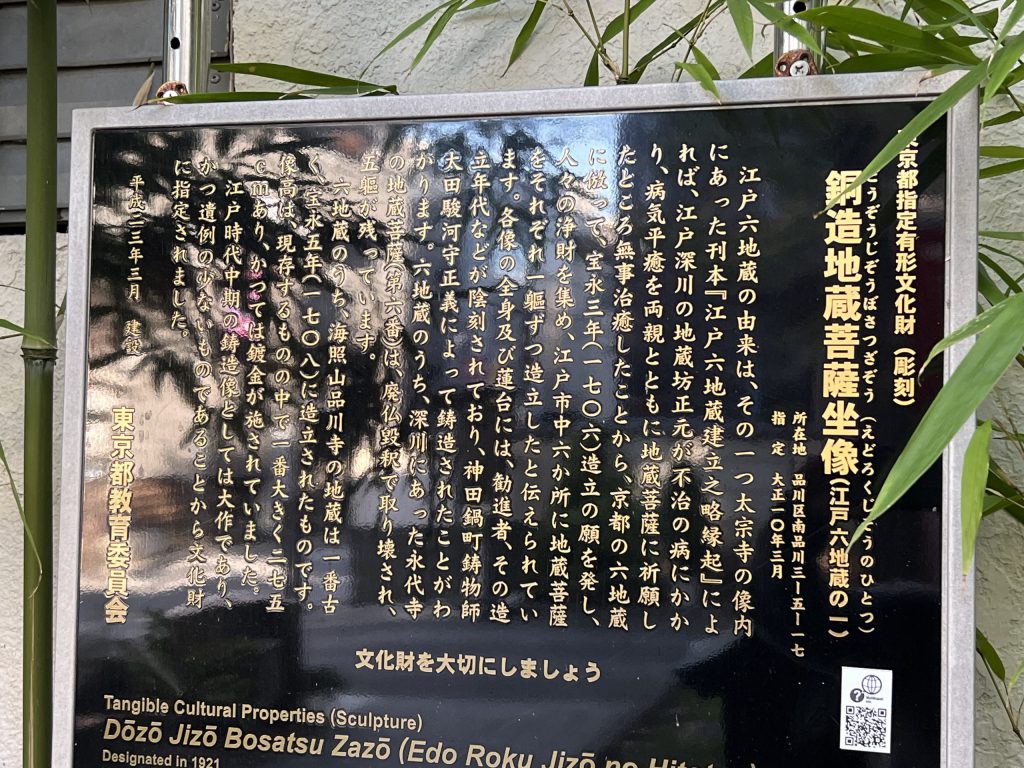 東京都指定有形文化財(彫刻)
どうぞうじぞうぼさつざぞう(えどろくじぞうのひとつ)
銅造地蔵菩薩坐像(江戸六地蔵の一)
所在地 品川区南品川三ー五ー一七
指定 大正一〇年三月
江戸六地蔵の由来は、その一つ太宗寺の像内
にあった刊本『江戸六地蔵建立之略縁起』によ
れば、江戸深川の地蔵坊正元が不治の病にかか
り、病気平癒を両親とともに地蔵菩薩に祈願し
たところ無事治癒したことから、京都の六地蔵
に倣って、宝永三年(一七〇六)造立の願を発し、
人々の浄財を集め、江戸市中六か所に地蔵菩薩
をそれぞれ一軀ずつ造立したと伝えられてい
ます。各像の全身及び蓮台には、勧進者、その造
立年代などが陰刻されており、神田鍋町鋳物師
太田駿河守正義によって鋳造されたことがわ
かります。六地蔵のうち、深川にあった永代寺
の地蔵菩薩(第六番)は、廃仏毀釈で取り壊され、
五軀が残っています。
六地蔵のうち、海照山品川寺の地蔵は一番古
く、宝永五年(一七〇八)に造立されたものです。
像高は、現存するものの中で一番大きく二七五
cmあり、かつては鍍金が施されていました。
江戸時代中期の鋳造像としては大作であり、
かつ遺例の少ないものであることから文化財
に指定されました。
平成二三年三月 建設
東京都教育委員会
文化財を大切にしましょう
Tangible Cultural Properties (Sculpture)
Dōzō Jizō Bosatsu Zazō (Edo Roku Jizō no
Designated in 1921